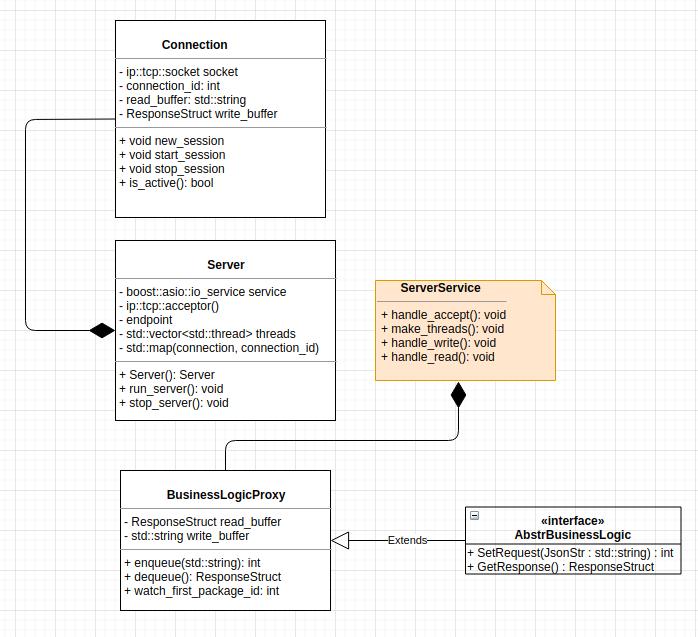 Connection
- ip::tcp::socket socket
- connection_id: int
- read_buffer: std::string
- ResponseStruct write_buffer
+ void new_session
+ void start_session
+ void stop_session
+ is_active(): bool
Server
- boost::asio::io_service service
- ip::tcp::acceptor()
- endpoint
- std::vector<std::thread> threads
- std::map(connection, connection_id)
+ Server(): Server
+ run_server(): void
+ stop_server(): void
ServerService
+ handle_accept(): void
+ make_threads(): void
+ handle_write(): void
+ handle_read(): void
BusinessLogicProxy
- ResponseStruct read_buffer
- std::string write_buffer
+ enqueue(std::string): int
+ dequeue(): ResponseStruct
+ watch_first_package_id: int
Extends
«interface»
AbstrBusinessLogic
+ SetRequest(JsonStr : std::string) : int
+ GetResponse() : ResponseStruct